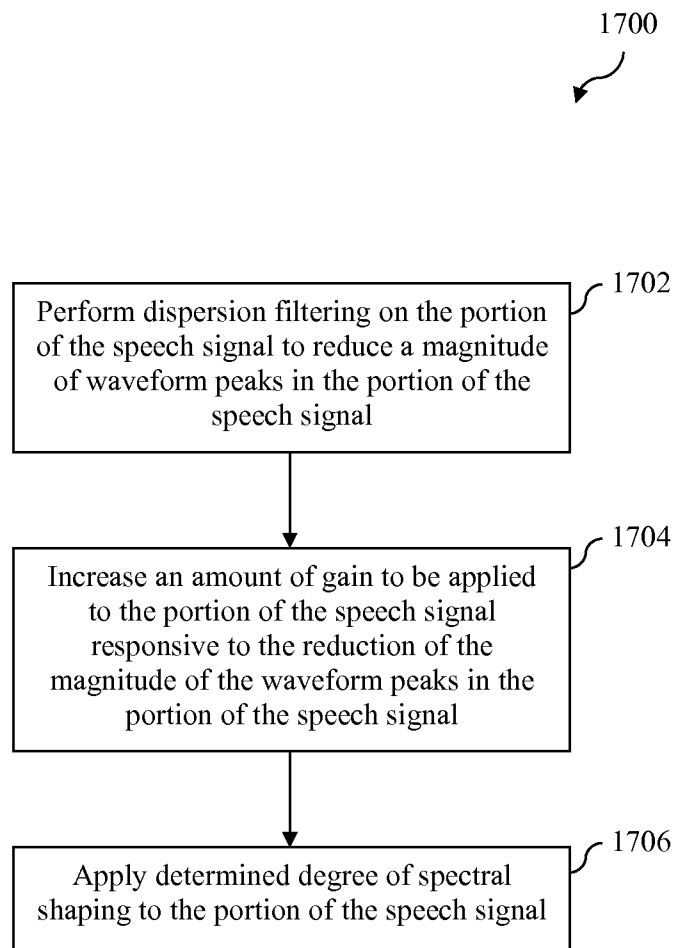 1700
1702
Perform dispersion filtering on the portion
of the speech signal to reduce a magnitude
of waveform peaks in the portion of the
speech signal
1704
Increase an amount of gain to be applied
to the portion of the speech signal
responsive to the reduction of the
magnitude of the waveform peaks in the
portion of the speech signal
1706
Apply determined degree of spectral
shaping to the portion of the speech signal